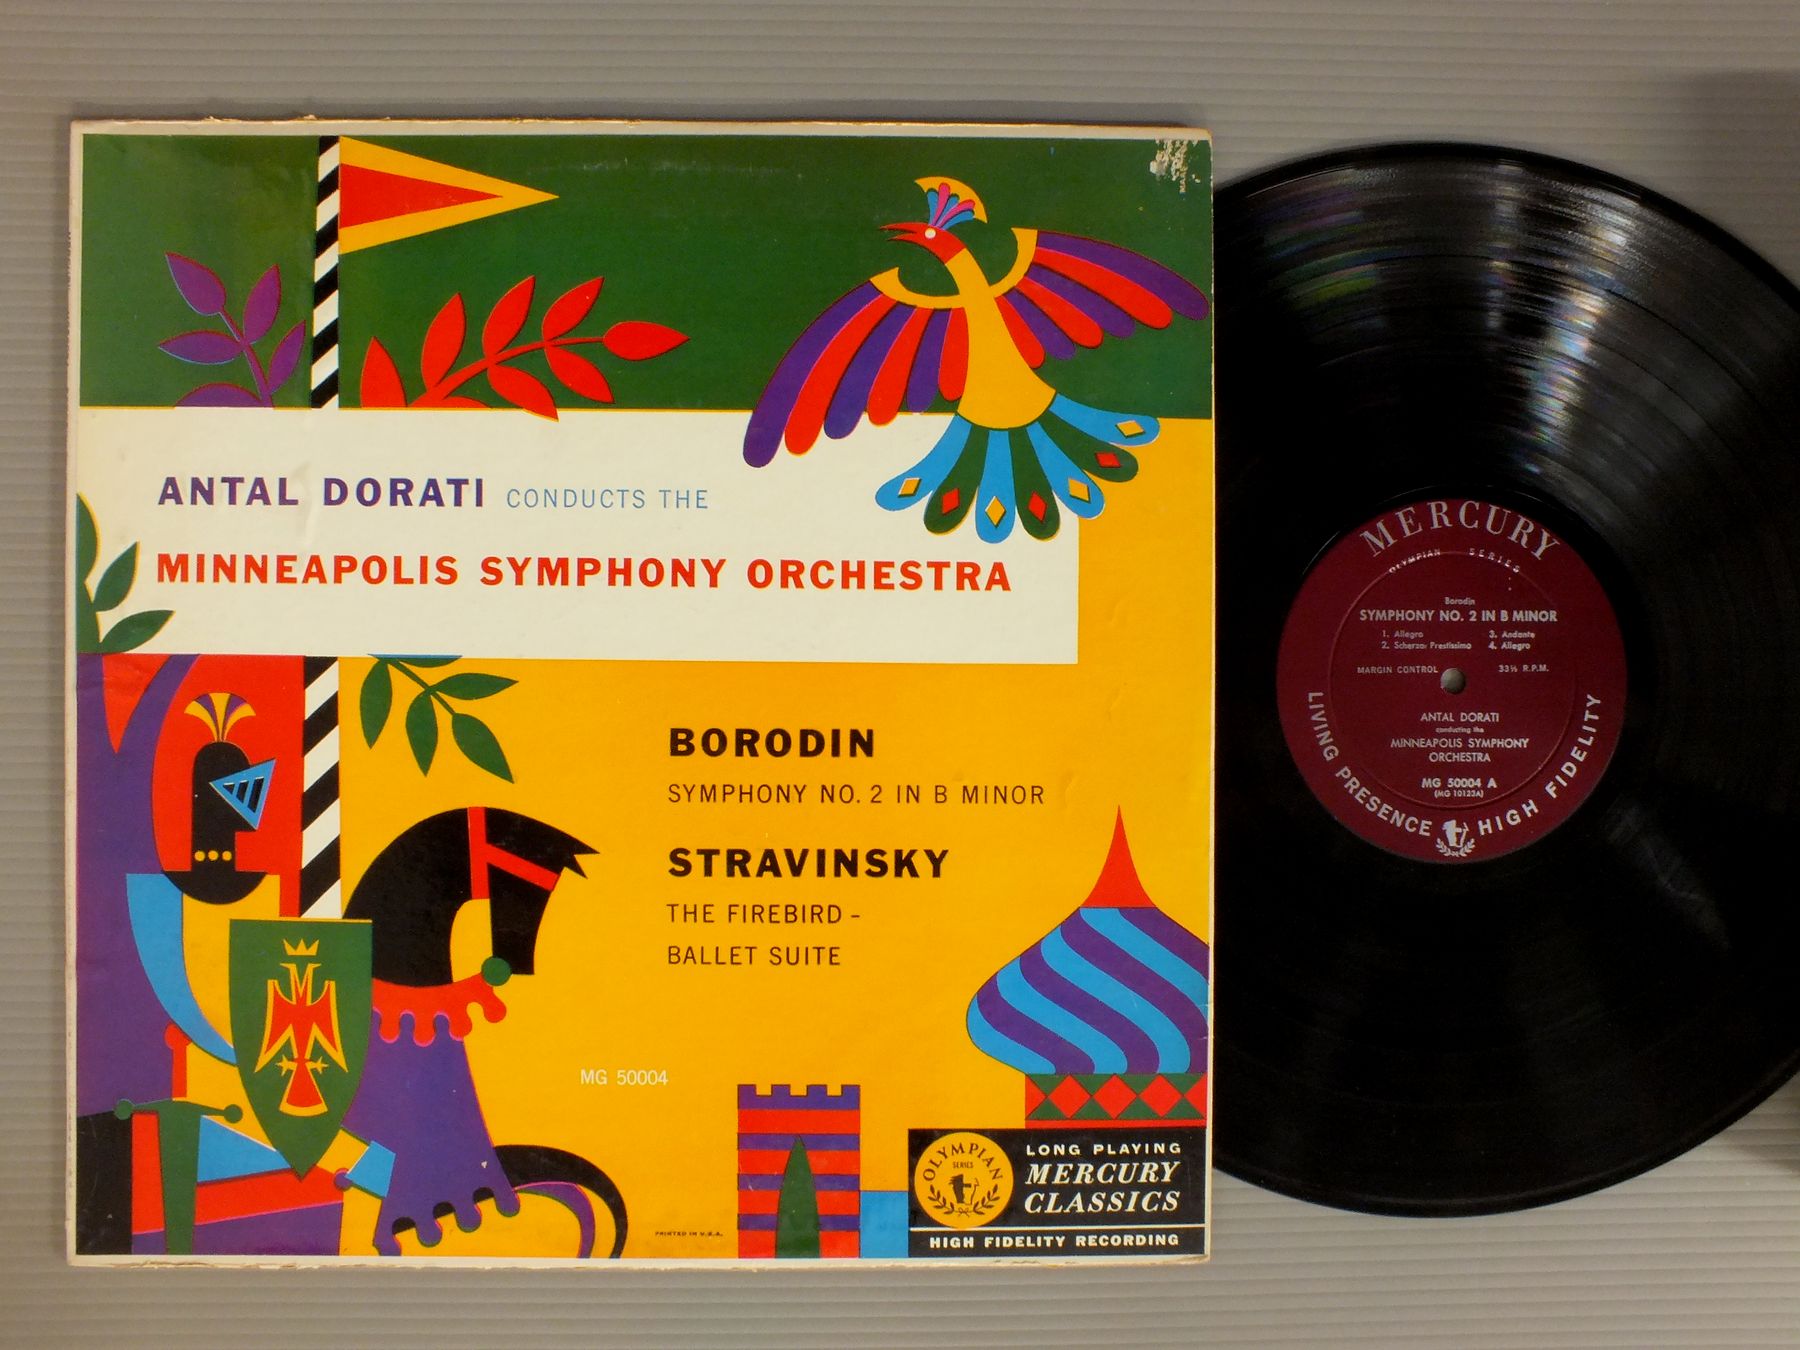 ANTAL DORATI CONDUCTS THE
MINNEAPOLIS SYMPHONY ORCHESTRA
BORODIN
SYMPHONY NO. 2 IN B MINOR
STRAVINSKY
THE FIREBIRD –
BALLET SUITE
MG 50004
PRINTED IN U.S.A.
OLYMPIAN
SERIES
LONG PLAYING
MERCURY
CLASSICS
HIGH FIDELITY RECORDING
MERCURY
OLYMPIAN SERIES
Borodin
SYMPHONY NO. 2 IN B MINOR
1. Allegro 3. Andante
2. Scherzo: Prestissimo 4. Allegro
MARGIN CONTROL 33⅓ R.P.M.
ANTAL DORATI
conducting the
MINNEAPOLIS SYMPHONY
ORCHESTRA
MG 50004 A
(MG 10123A)
LIVING PRESENCE HIGH FIDELITY